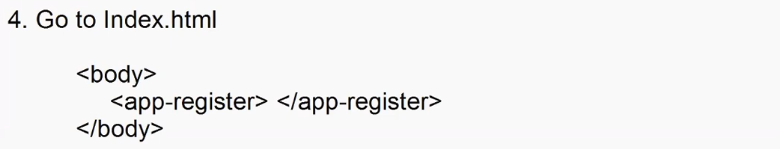 4. Go to Index.html
<body>
<app-register> </app-register>
</body>